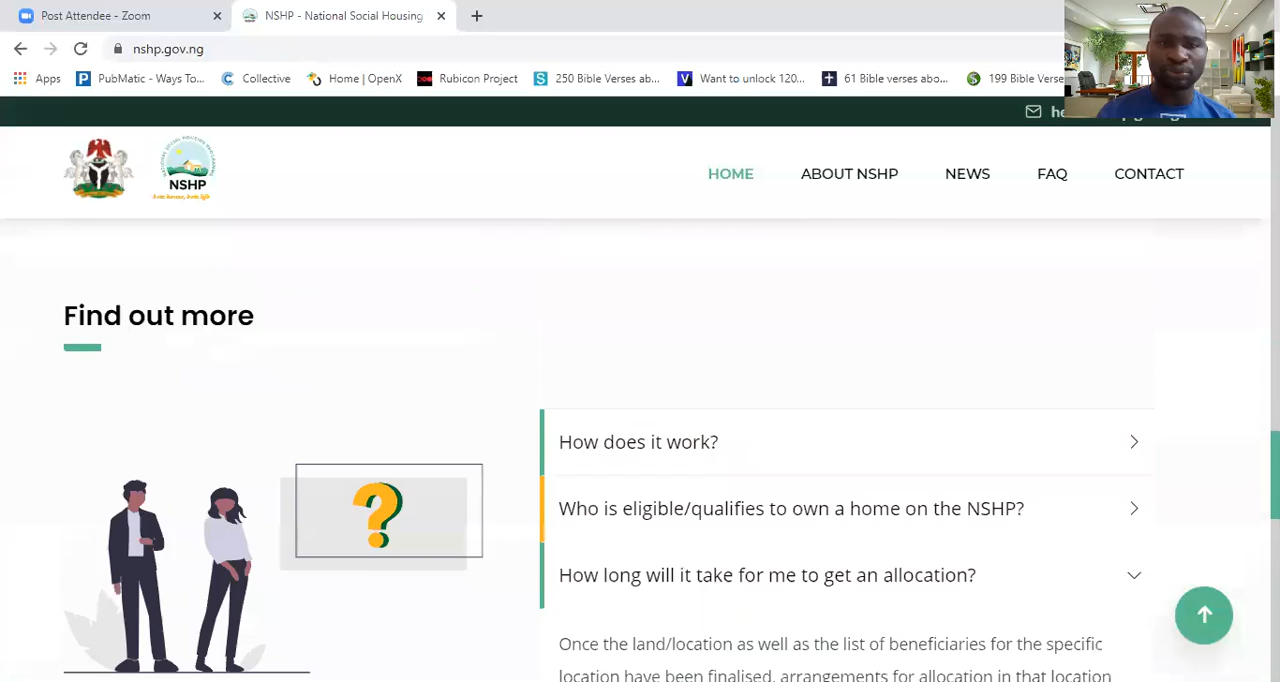 Post Attendee - Zoom
NSHP - National Social Housing
nshp.gov.ng
Apps
PubMatic - Ways To...
Collective
Home | OpenX
Rubicon Project
250 Bible Verses ab...
Want to unlock 120...
61 Bible verses abo...
199 Bible Verse
he
NSHP
HOME
ABOUT NSHP
NEWS
FAQ
CONTACT
Find out more
?
How does it work?
Who is eligible/qualifies to own a home on the NSHP?
How long will it take for me to get an allocation?
Once the land/location as well as the list of beneficiaries for the specific
location have been finalised, arrangements for allocation in that location